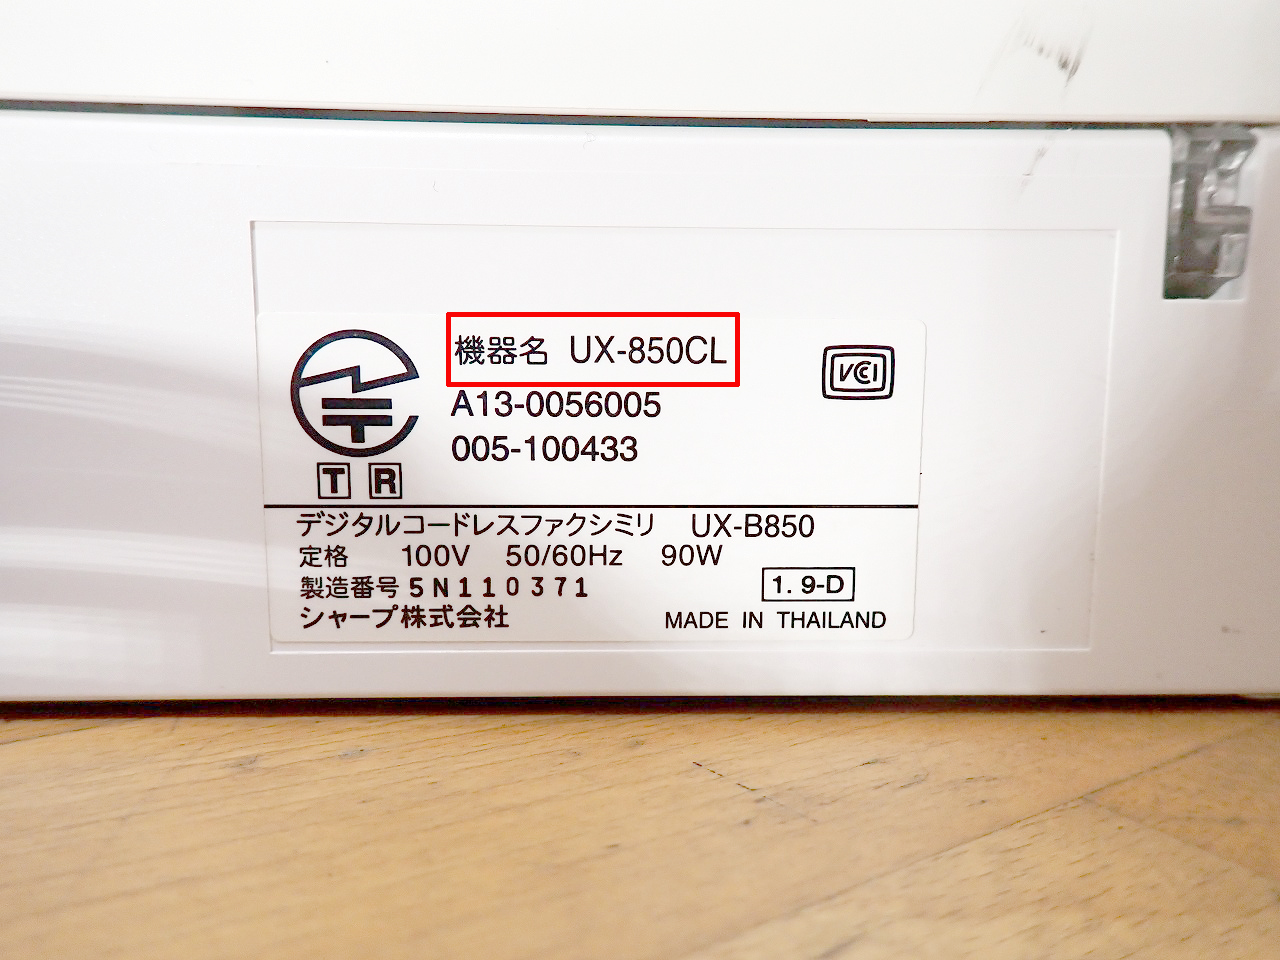 機器名 UX-850CL
A13-0056005
005-100433
VCCI
T R
デジタルコードレスファクシミリ UX-B850
定格 100V 50/60Hz 90W
製造番号 5N110371
1.9-D
シャープ株式会社 MADE IN THAILAND